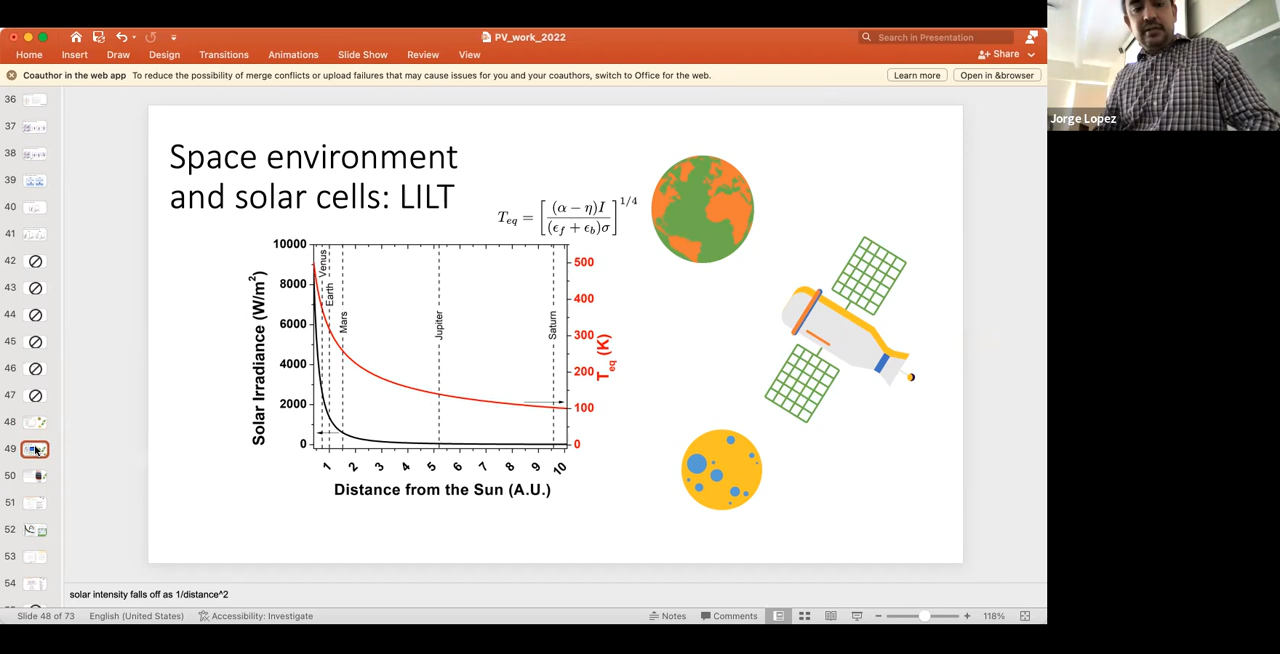 PV_work_2022
Search in Presentation
Home Insert Draw Design Transitions Animations Slide Show Review View
Share
Coauthor in the web app To reduce the possibility of merge conflicts or upload failures that may cause issues for you and your coauthors, switch to Office for the web.
Learn more
Open in &browser
Jorge Lopez
36
37
38
39
40
41
42
43
44
45
46
47
48
49
50
51
52
53
54
Space environment
and solar cells: LILT
T_eq = [(α − η)I / (ϵ_f + ϵ_b)σ]^1/4
Solar Irradiance (W/m²)
10000
8000
6000
4000
2000
0
Venus
Earth
Mars
Jupiter
Saturn
500
400
300
200
100
0
T_eq (K)
1 2 3 4 5 6 7 8 9 10
Distance from the Sun (A.U.)
solar intensity falls off as 1/distance^2
Slide 48 of 73 English (United States) Accessibility: Investigate Notes Comments 118%